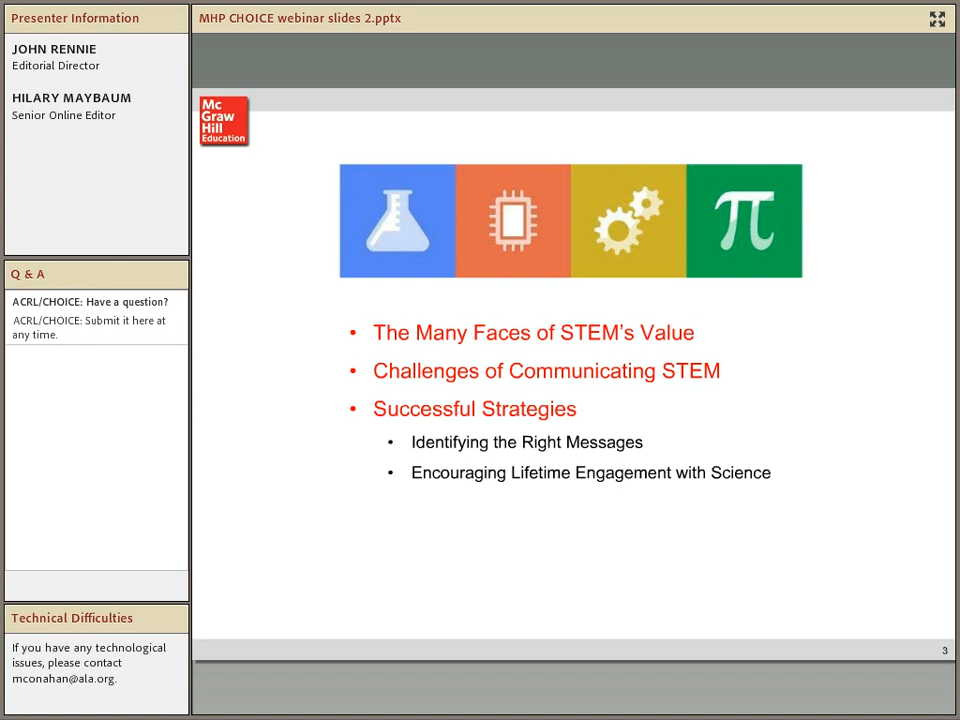 Presenter Information
JOHN RENNIE
Editorial Director
HILARY MAYBAUM
Senior Online Editor
Q & A
ACRL/CHOICE: Have a question?
ACRL/CHOICE: Submit it here at
any time.
Technical Difficulties
If you have any technological
issues, please contact
mconahan@ala.org.
MHP CHOICE webinar slides 2.pptx
Mc
Graw
Hill
Education
π
• The Many Faces of STEM’s Value
• Challenges of Communicating STEM
• Successful Strategies
• Identifying the Right Messages
• Encouraging Lifetime Engagement with Science
3